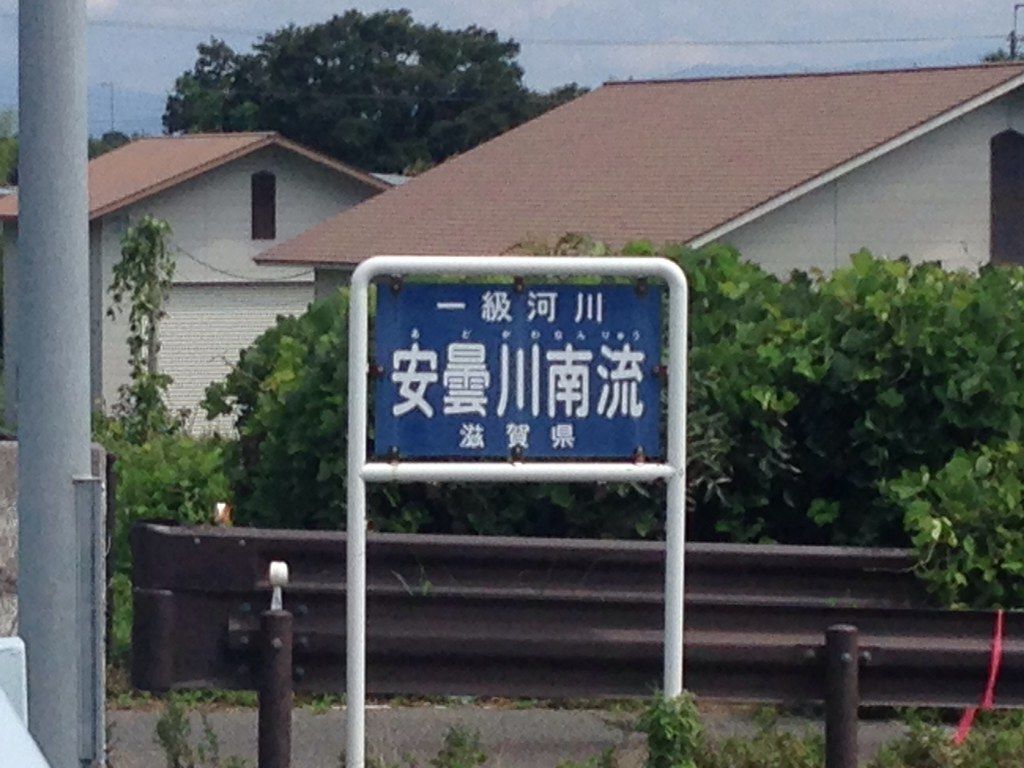 一級河川
あどがわなんりゅう
安曇川南流
滋賀県